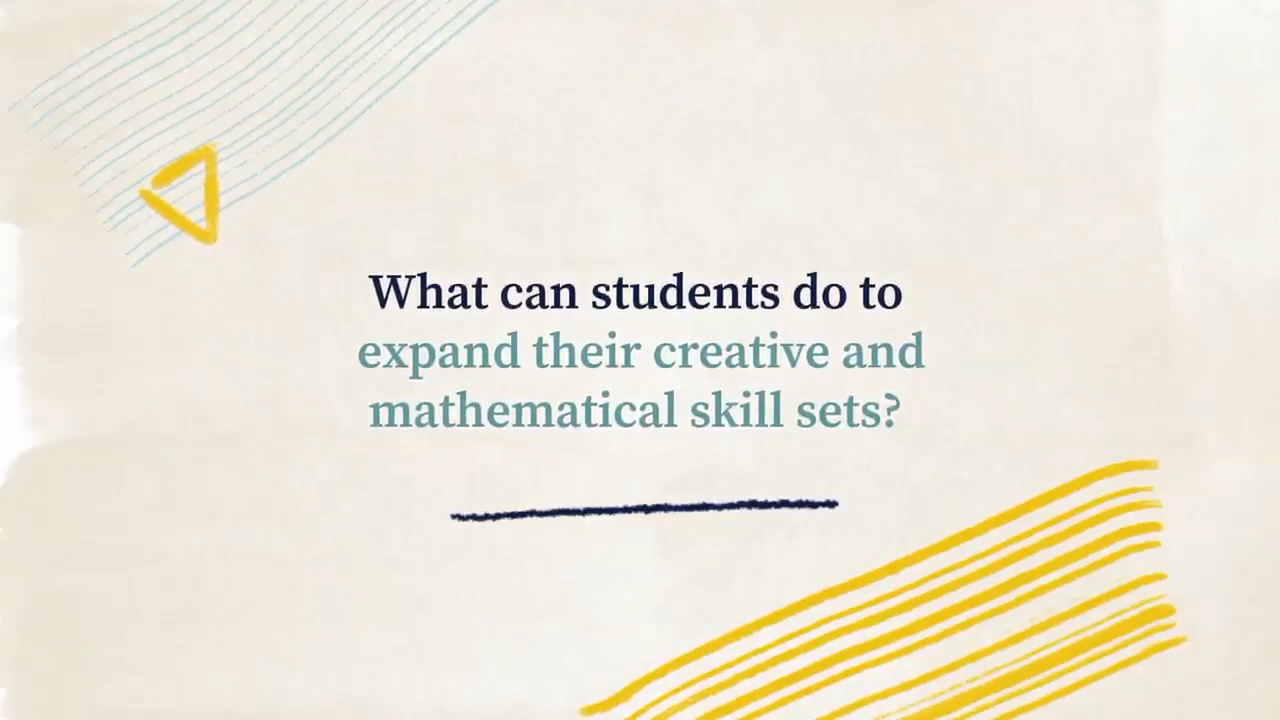 What can students do to
expand their creative and
mathematical skill sets?